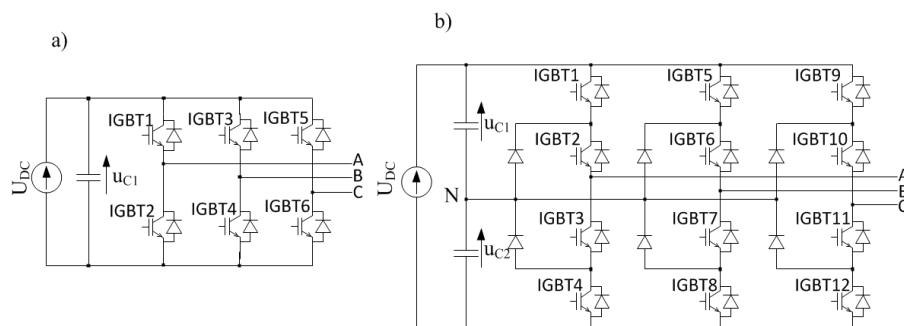 a)
IGBT1
IGBT3
IGBT5
UDC
uC1
A
B
C
IGBT2
IGBT4
IGBT6
b)
IGBT1
IGBT5
IGBT9
uC1
IGBT2
IGBT6
IGBT10
UDC
N
A
B
C
IGBT3
IGBT7
IGBT11
uC2
IGBT4
IGBT8
IGBT12